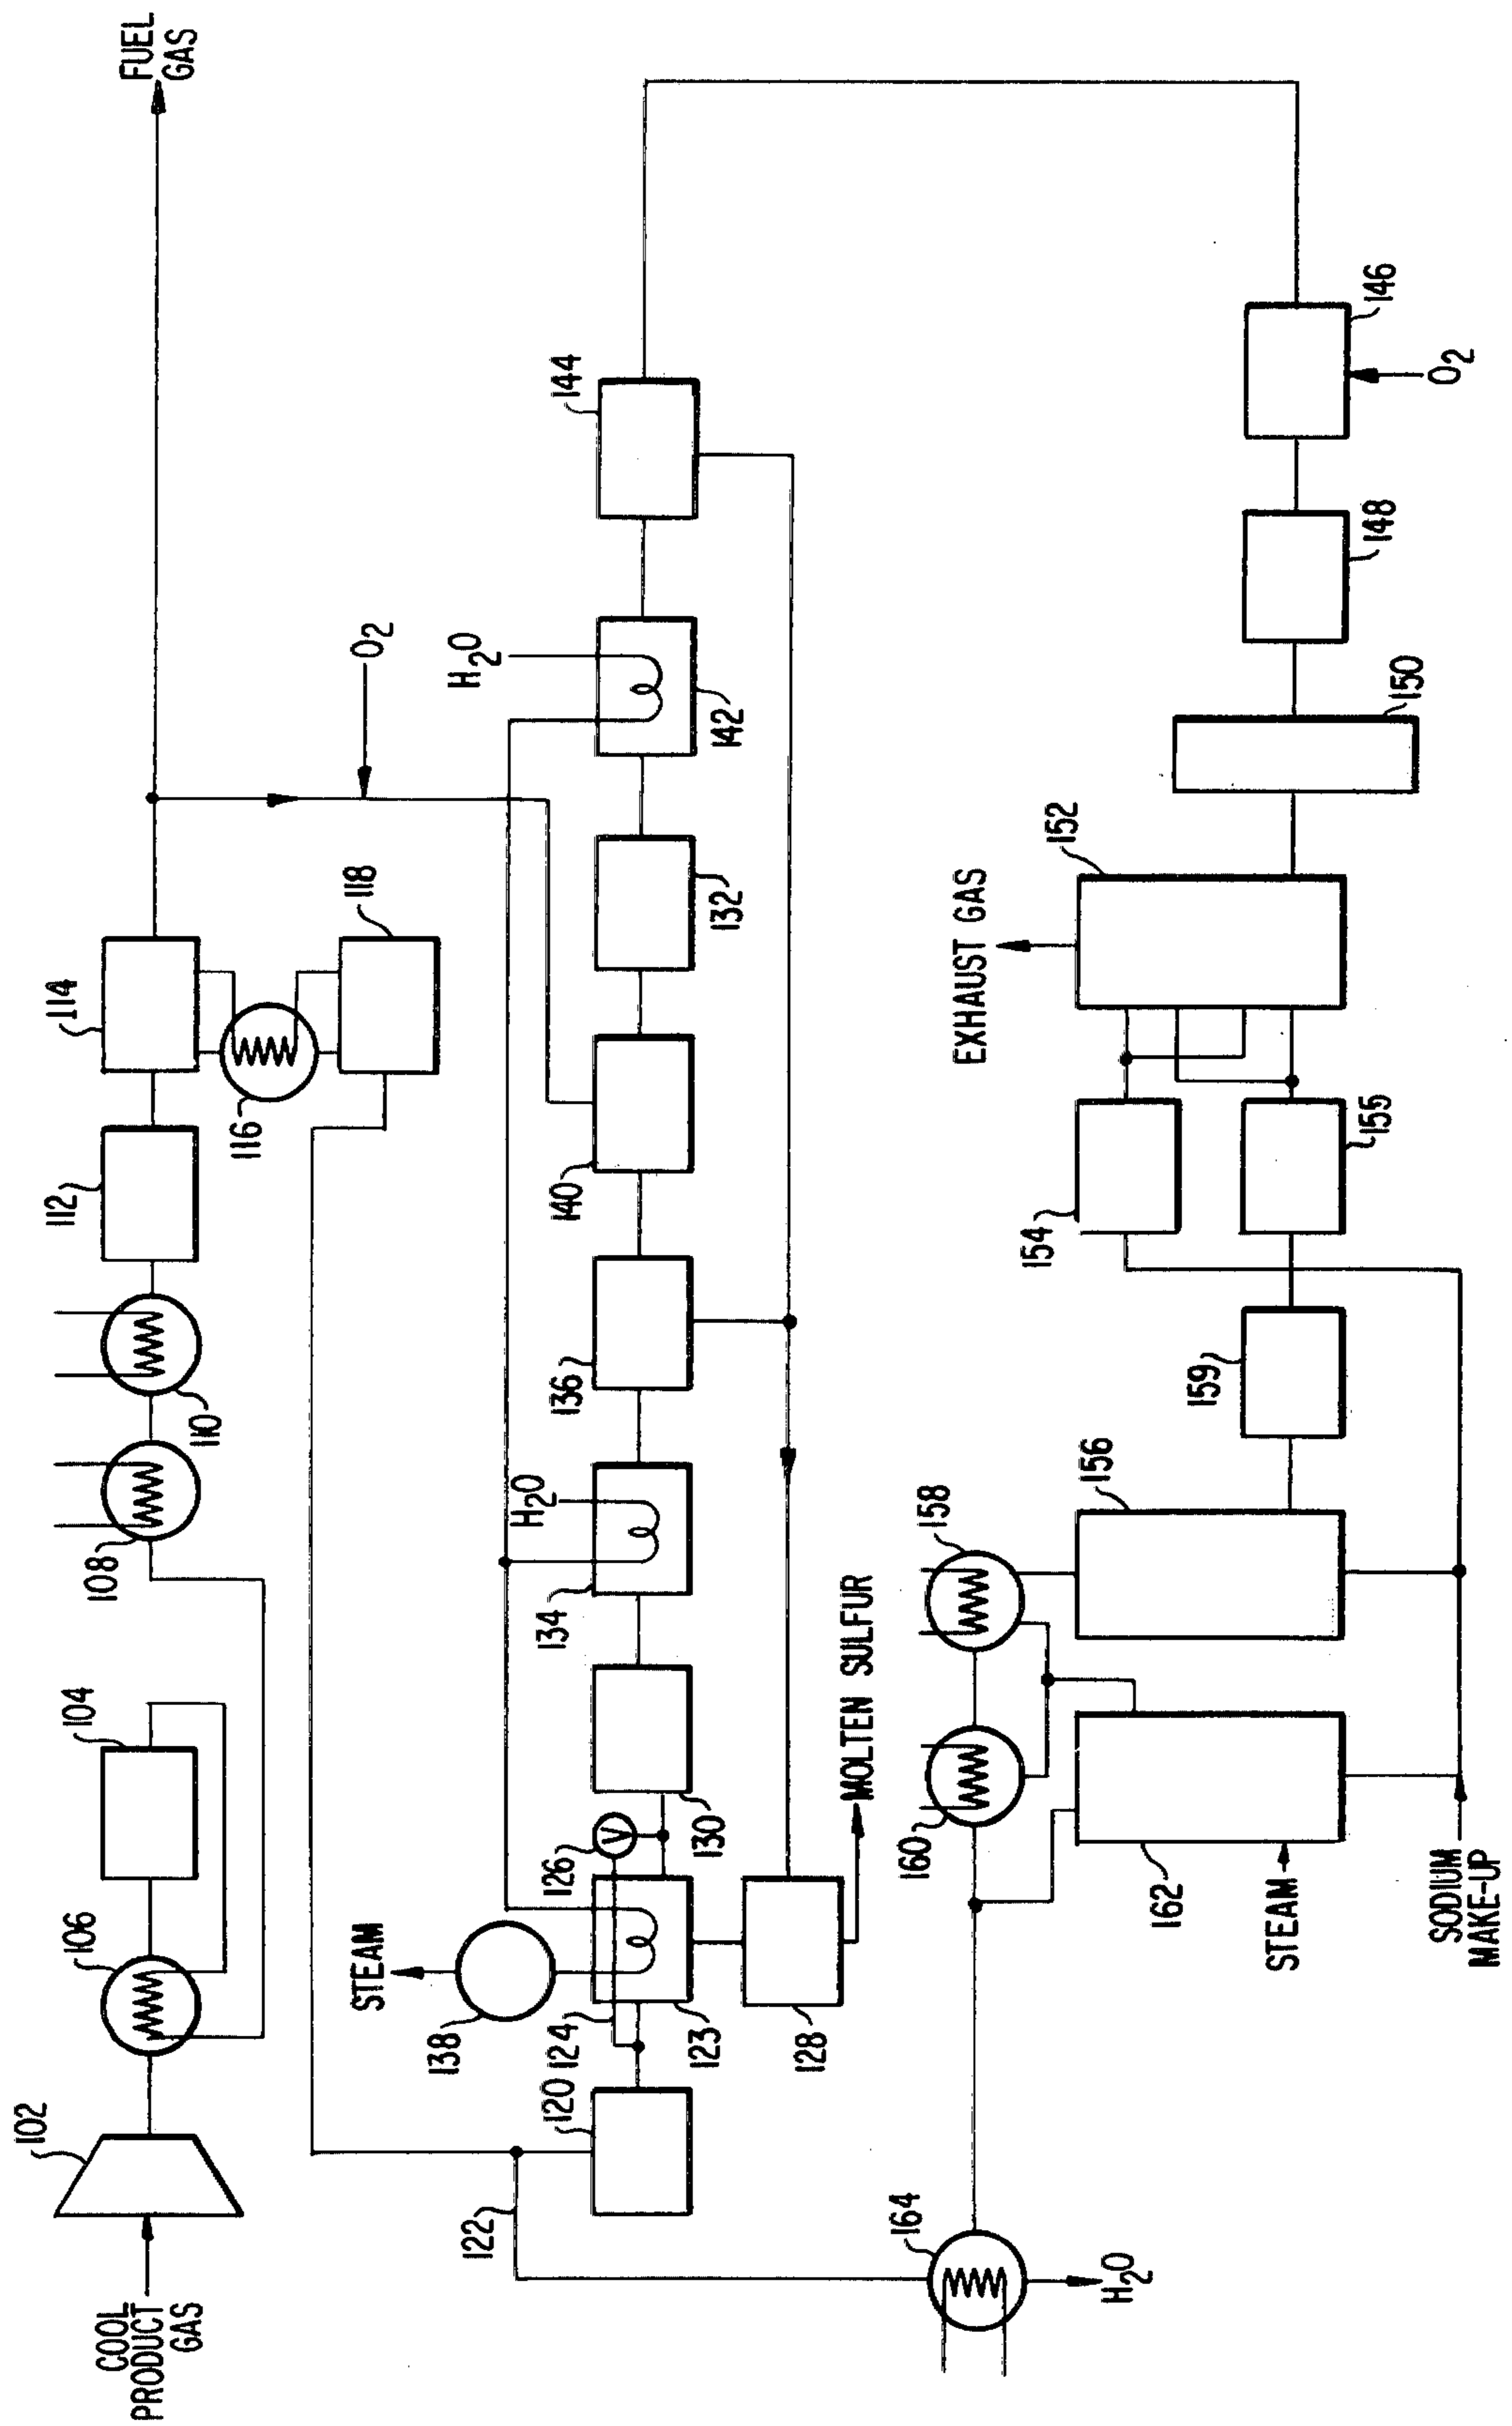 COOL
PRODUCT
GAS
102
106
104
108
110
112
114
116
118
FUEL
GAS
O2
122
120
124
126
138
STEAM
123
128
MOLTEN SULFUR
130
134
H2O
136
140
132
142
H2O
144
164
H2O
160
158
162
STEAM
156
159
154
155
152
EXHAUST GAS
150
148
146
O2
SODIUM
MAKE-UP
V